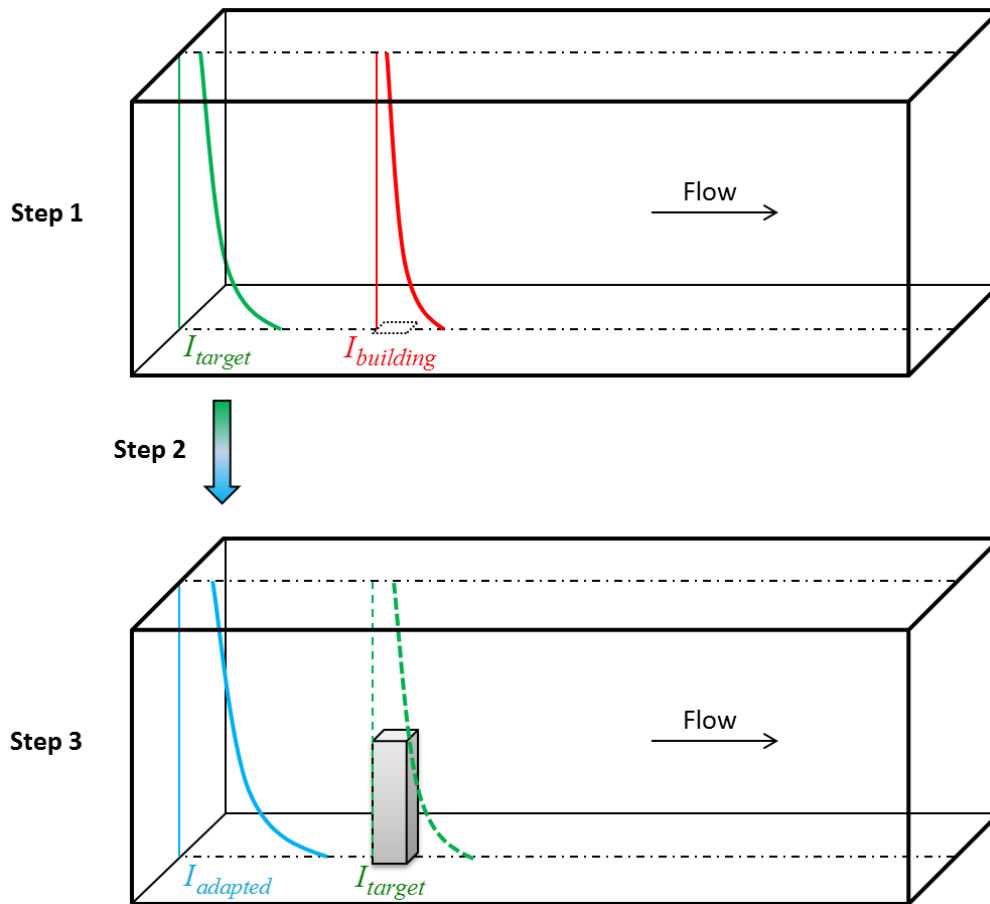 Flow
Step 1
I_target
I_building
Step 2
Flow
Step 3
I_adapted
I_target